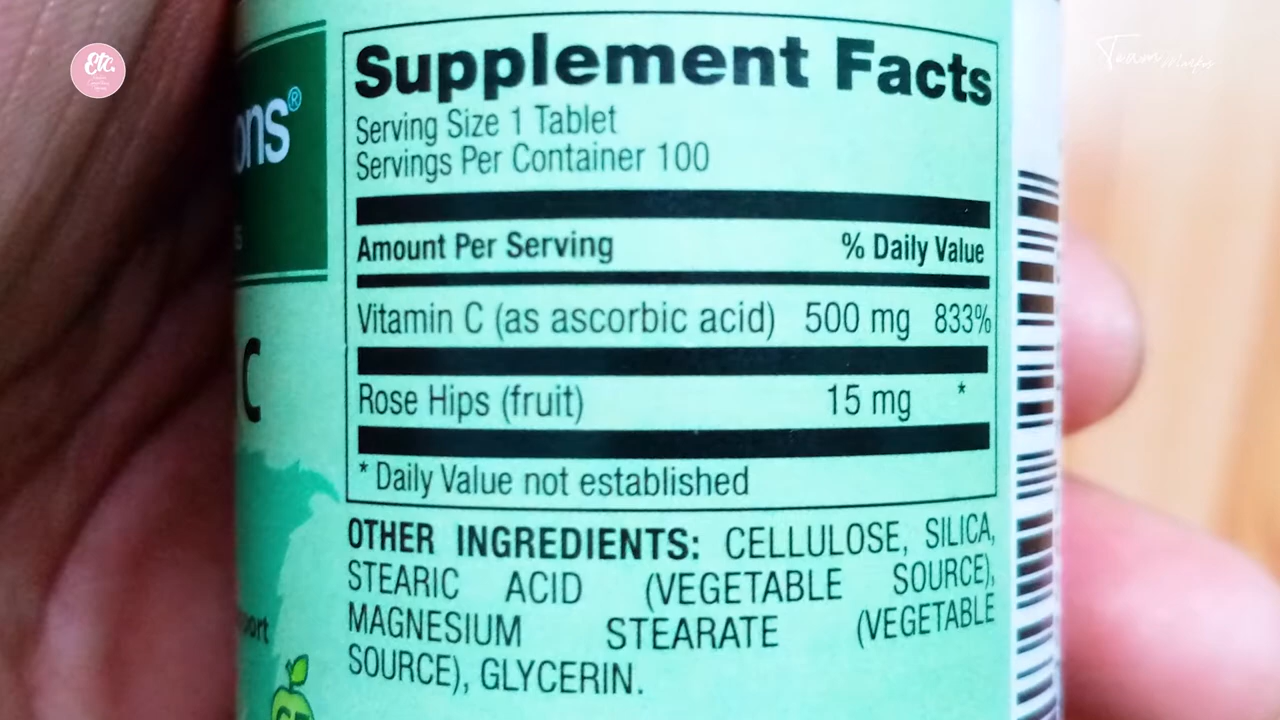 Etc.
ons®
Supplement Facts
Serving Size 1 Tablet
Servings Per Container 100
Amount Per Serving % Daily Value
Vitamin C (as ascorbic acid) 500 mg 833%
C
Rose Hips (fruit) 15 mg *
* Daily Value not established
OTHER INGREDIENTS: CELLULOSE, SILICA,
STEARIC ACID (VEGETABLE SOURCE),
MAGNESIUM STEARATE (VEGETABLE
SOURCE), GLYCERIN.